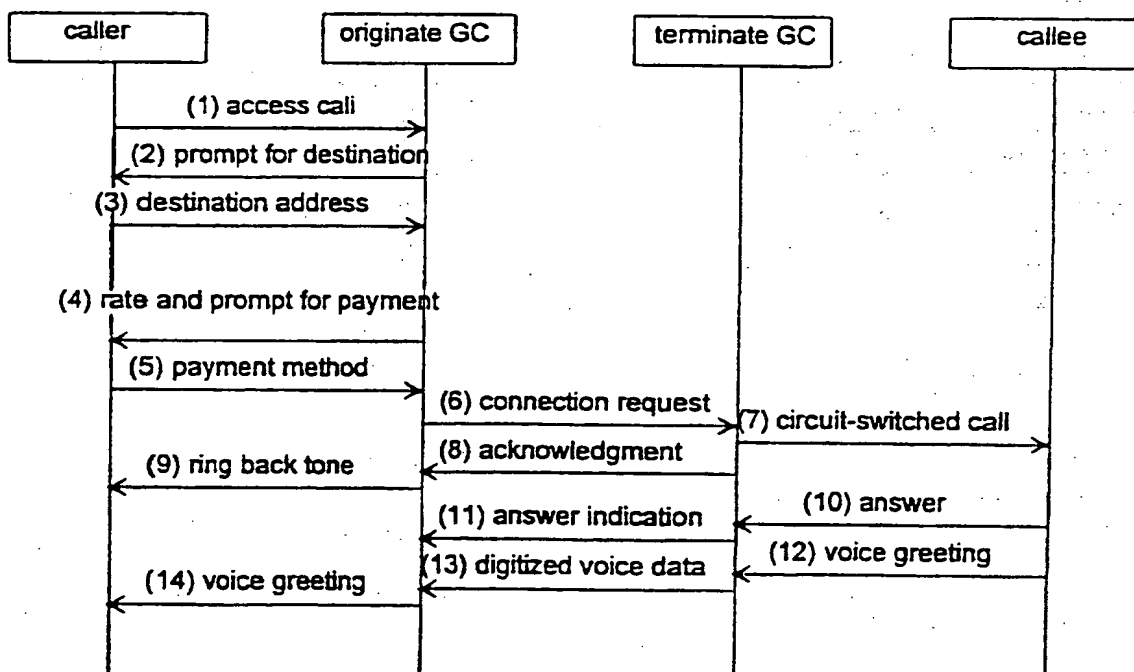 caller
originate GC
terminate GC
callee
(1) access call
(2) prompt for destination
(3) destination address
(4) rate and prompt for payment
(5) payment method
(6) connection request
(7) circuit-switched call
(8) acknowledgment
(9) ring back tone
(10) answer
(11) answer indication
(12) voice greeting
(13) digitized voice data
(14) voice greeting